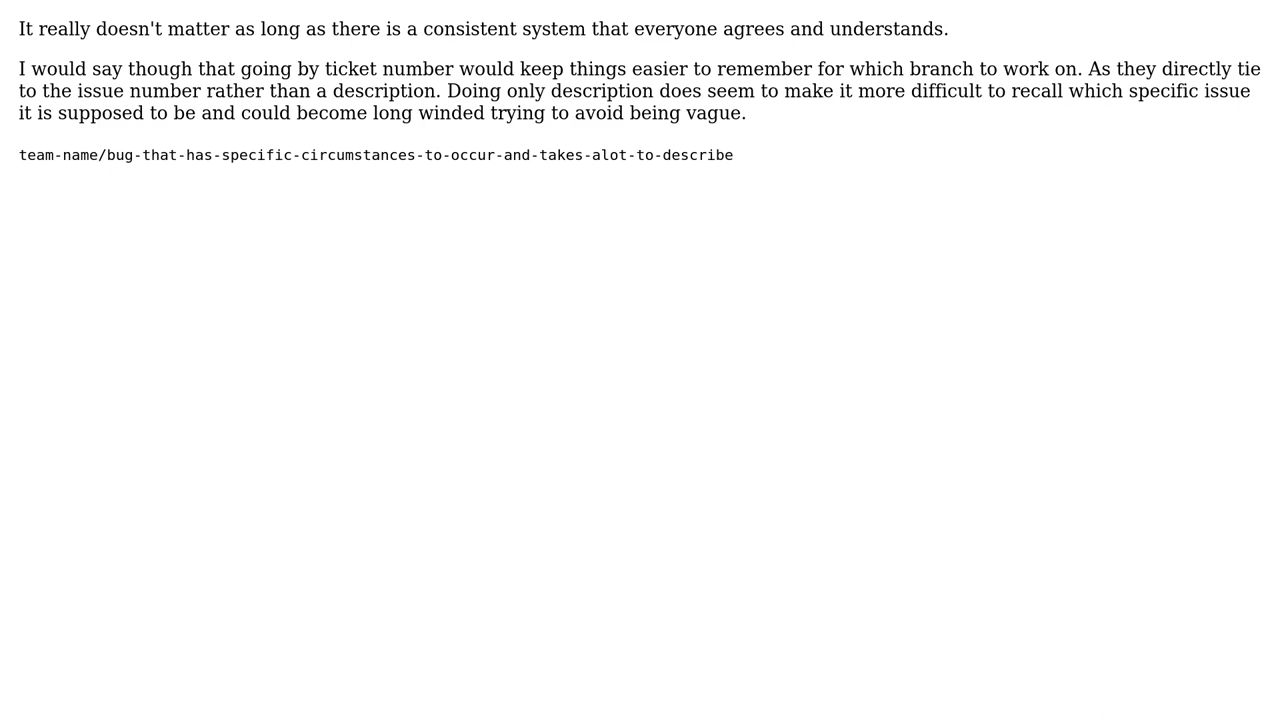 It really doesn't matter as long as there is a consistent system that everyone agrees and understands.
I would say though that going by ticket number would keep things easier to remember for which branch to work on. As they directly tie
to the issue number rather than a description. Doing only description does seem to make it more difficult to recall which specific issue
it is supposed to be and could become long winded trying to avoid being vague.
team-name/bug-that-has-specific-circumstances-to-occur-and-takes-alot-to-describe